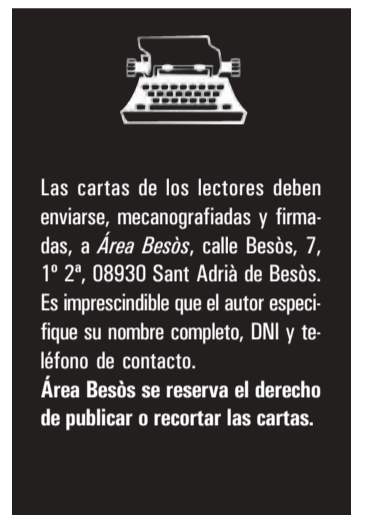 Las cartas de los lectores deben
enviarse, mecanografiadas y firma-
das, a Área Besòs, calle Besòs, 7,
1º 2ª, 08930 Sant Adrià de Besòs.
Es imprescindible que el autor especi-
fique su nombre completo, DNI y te-
léfono de contacto.
Área Besòs se reserva el derecho
de publicar o recortar las cartas.